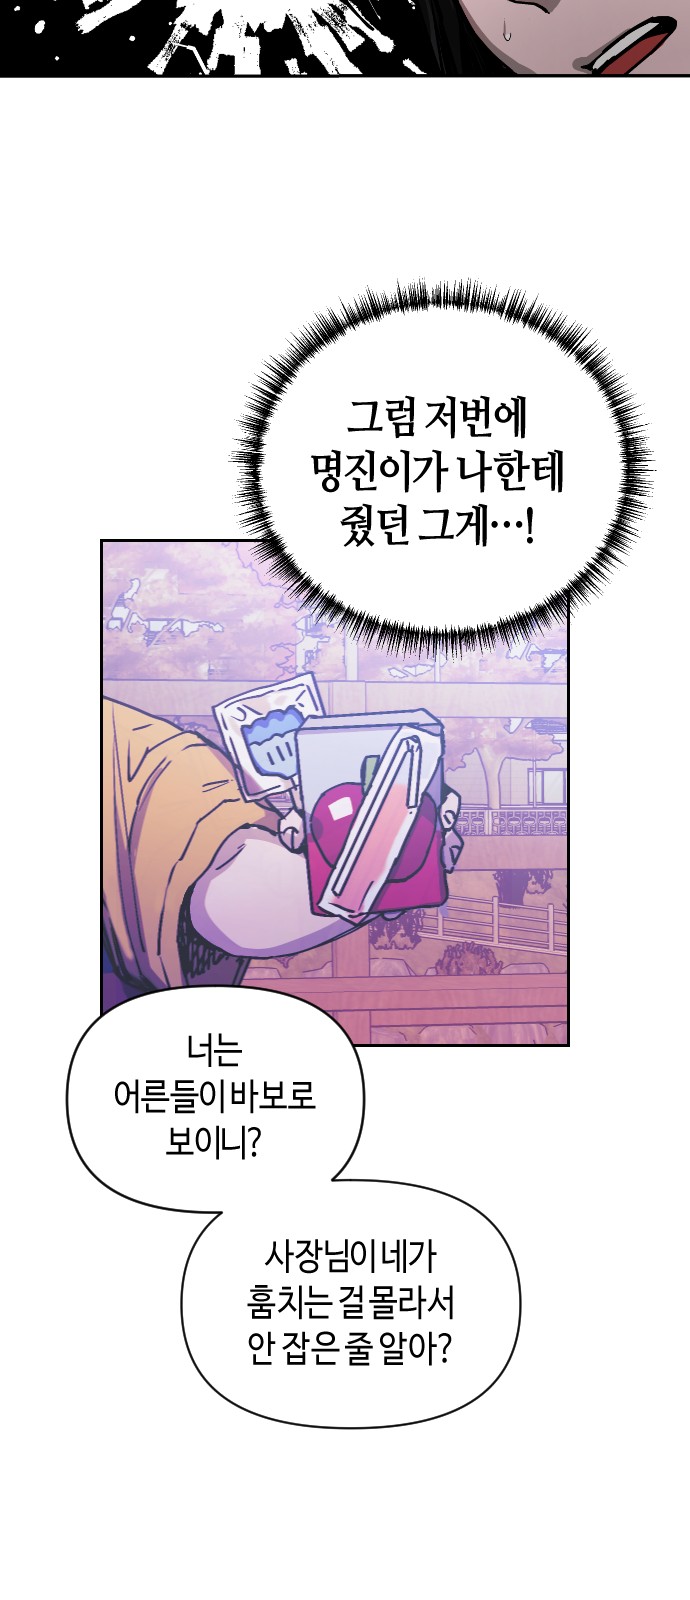 그럼 저번에
명진이가 나한테
줬던 그게…!
너는
어른들이 바보로
보이니?
사장님이 네가
훔치는 걸 몰라서
안 잡은 줄 알아?